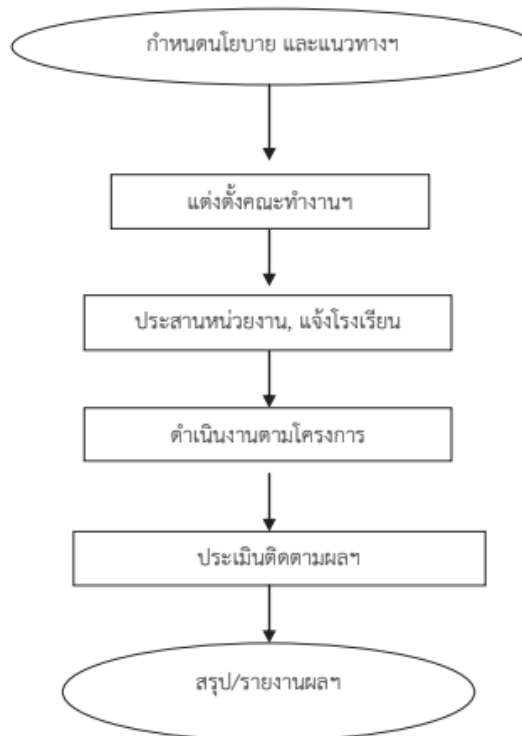 กำหนดนโยบาย และแนวทางฯ
แต่งตั้งคณะทำงานฯ
ประสานหน่วยงาน, แจ้งโรงเรียน
ดำเนินงานตามโครงการ
ประเมินติดตามผลฯ
สรุป/รายงานผลฯ